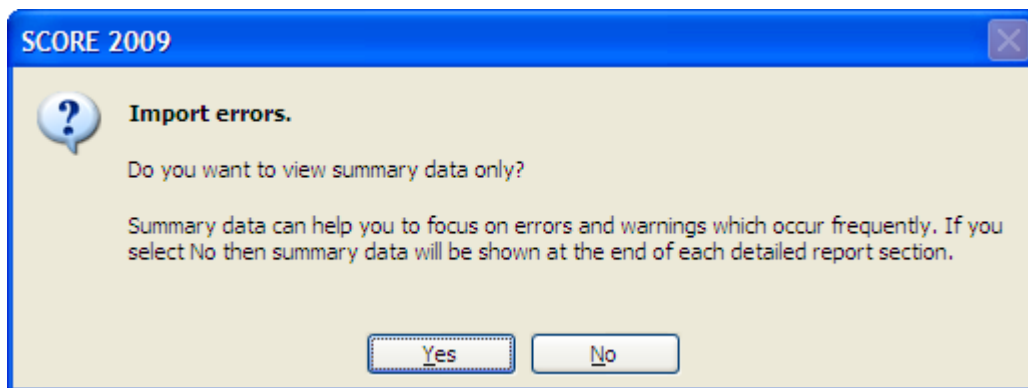 SCORE 2009
Import errors.
Do you want to view summary data only?
Summary data can help you to focus on errors and warnings which occur frequently. If you
select No then summary data will be shown at the end of each detailed report section.
Yes No